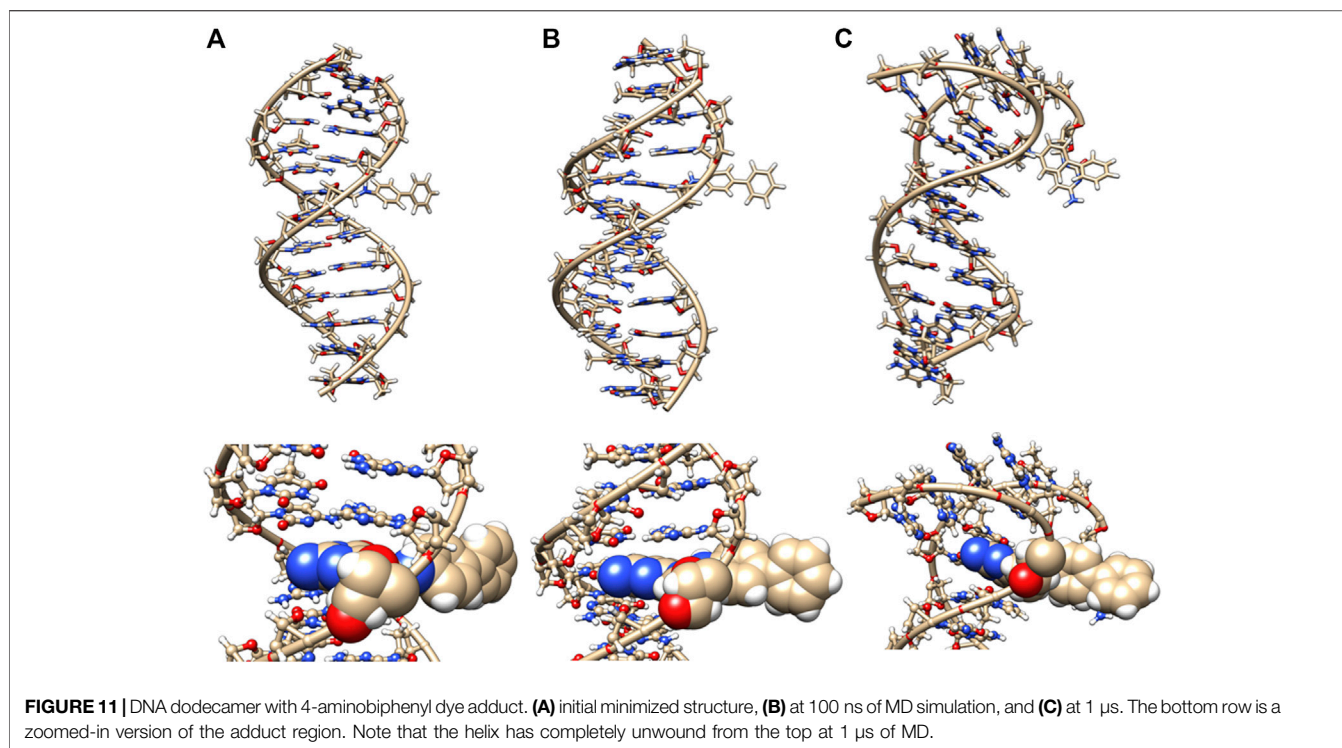 A
B
C
FIGURE 11 | DNA dodecamer with 4-aminobiphenyl dye adduct. (A) initial minimized structure, (B) at 100 ns of MD simulation, and (C) at 1 μs. The bottom row is a
zoomed-in version of the adduct region. Note that the helix has completely unwound from the top at 1 μs of MD.